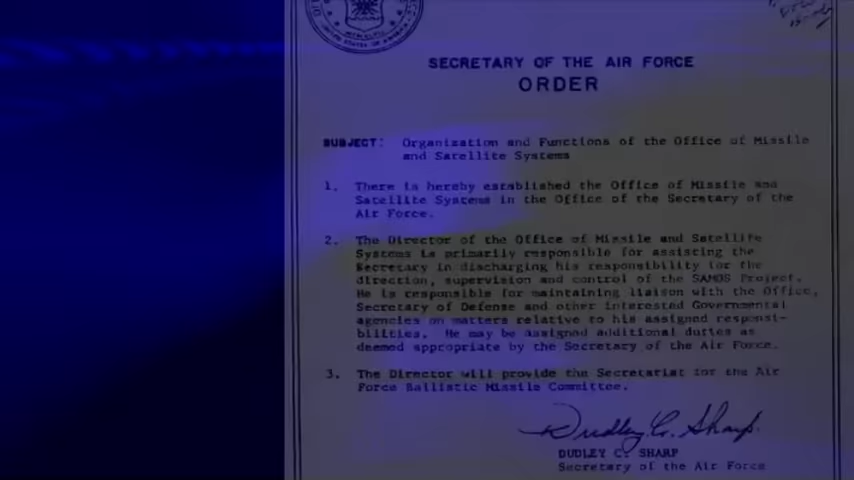 UNITED STATES OF AMERICA
SECRETARY OF THE AIR FORCE
ORDER
SUBJECT: Organization and Functions of the Office of Missile
and Satellite Systems
1. There is hereby established the Office of Missile and
Satellite Systems in the Office of the Secretary of the
Air Force.
2. The Director of the Office of Missile and Satellite
Systems is primarily responsible for assisting the
Secretary in discharging his responsibility for the
direction, supervision and control of the SAMOS Project.
He is responsible for maintaining liaison with the Office,
Secretary of Defense and other interested Governmental
agencies on matters relative to his assigned responsi-
bilities. He may be assigned additional duties as
deemed appropriate by the Secretary of the Air Force.
3. The Director will provide the Secretariat for the Air
Force Ballistic Missile Committee.
Dudley C. Sharp
DUDLEY C. SHARP
Secretary of the Air Force